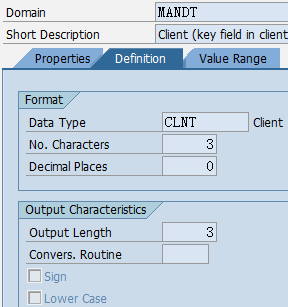 Domain MANDT
Short Description Client (key field in client
Properties Definition Value Range
Format
Data Type CLNT Client
No. Characters 3
Decimal Places 0
Output Characteristics
Output Length 3
Convers. Routine
Sign
Lower Case